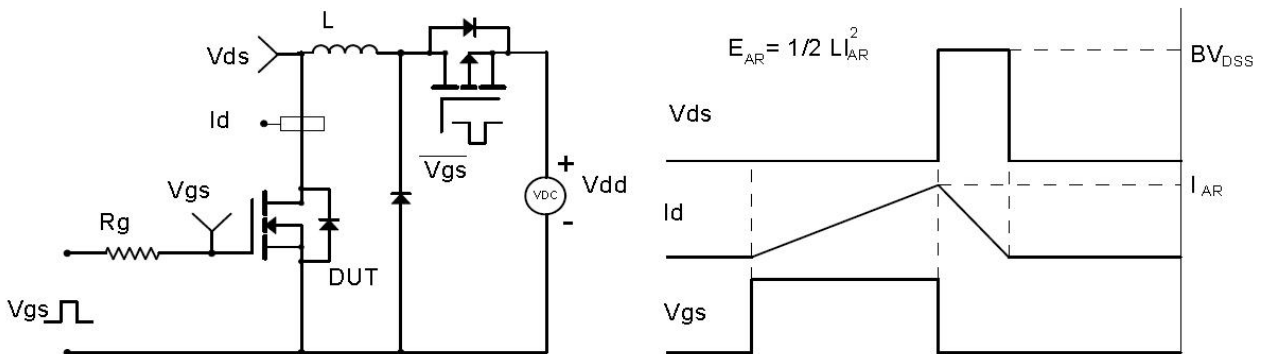 L
Vds
Id
Vgs
Vgs
Rg
DUT
Vgs
+
VDC
-
Vdd
E_AR = 1/2 LI_AR^2
BV_DSS
Vds
I_AR
Id
Vgs